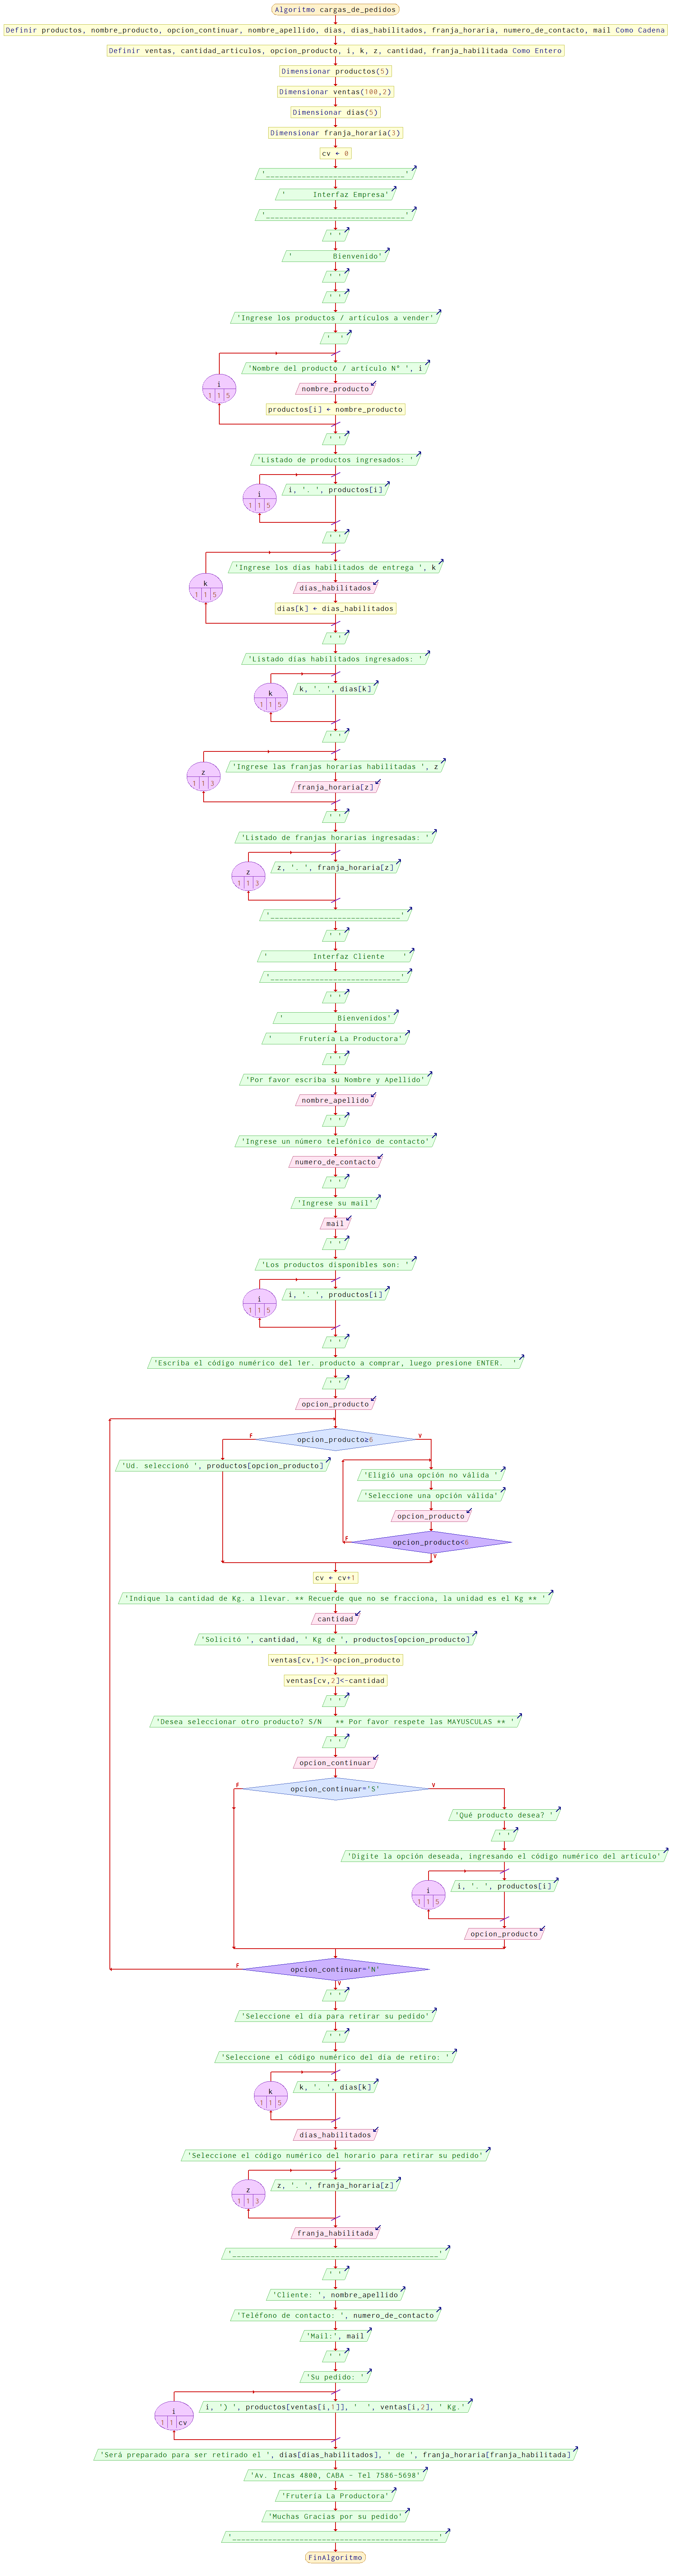 Algoritmo cargas_de_pedidos
Definir productos, nombre_producto, opcion_continuar, nombre_apellido, dias, dias_habilitados, franja_horaria, numero_de_contacto, mail Como Cadena
Definir ventas, cantidad_articulos, opcion_producto, i, k, z, cantidad, franja_habilitada Como Entero
Dimensionar productos(5)
Dimensionar ventas(100,2)
Dimensionar dias(5)
Dimensionar franja_horaria(3)
cv ← 0
'______________________________'
'      Interfaz Empresa'
'______________________________'
' '
'         Bienvenido'
' '
' '
'Ingrese los productos / artículos a vender'
'  '
'Nombre del producto / artículo N° ', i
i
1 1 5
nombre_producto
productos[i] ← nombre_producto
' '
'Listado de productos ingresados: '
i
1 1 5
i, '. ', productos[i]
' '
'Ingrese los días habilitados de entrega ', k
k
1 1 5
dias_habilitados
dias[k] ← dias_habilitados
' '
'Listado días habilitados ingresados: '
k
1 1 5
k, '. ', dias[k]
' '
'Ingrese las franjas horarias habilitadas ', z
z
1 1 3
franja_horaria[z]
' '
'Listado de franjas horarias ingresadas: '
z
1 1 3
z, '. ', franja_horaria[z]
'_____________________________'
' '
'          Interfaz Cliente    '
'_____________________________'
' '
'            Bienvenidos'
'      Frutería La Productora'
' '
'Por favor escriba su Nombre y Apellido'
nombre_apellido
' '
'Ingrese un número telefónico de contacto'
numero_de_contacto
' '
'Ingrese su mail'
mail
' '
'Los productos disponibles son: '
i
1 1 5
i, '. ', productos[i]
' '
'Escriba el código numérico del 1er. producto a comprar, luego presione ENTER.  '
' '
opcion_producto
F
opcion_producto≥6
V
'Ud. seleccionó ', productos[opcion_producto]
'Eligió una opción no válida '
'Seleccione una opción válida'
opcion_producto
F
opcion_producto<6
V
cv ← cv+1
'Indique la cantidad de Kg. a llevar. ** Recuerde que no se fracciona, la unidad es el Kg ** '
cantidad
'Solicitó ', cantidad, ' Kg de ', productos[opcion_producto]
ventas[cv,1]<-opcion_producto
ventas[cv,2]<-cantidad
' '
'Desea seleccionar otro producto? S/N   ** Por favor respete las MAYUSCULAS ** '
' '
opcion_continuar
F
opcion_continuar='S'
V
'Qué producto desea? '
' '
'Digite la opción deseada, ingresando el código numérico del artículo'
i
1 1 5
i, '. ', productos[i]
opcion_producto
F
opcion_continuar='N'
V
' '
'Seleccione el día para retirar su pedido'
' '
'Seleccione el código numérico del día de retiro: '
k
1 1 5
k, '. ', dias[k]
dias_habilitados
'Seleccione el código numérico del horario para retirar su pedido'
z
1 1 3
z, '. ', franja_horaria[z]
franja_habilitada
'______________________________________________'
' '
'Cliente: ', nombre_apellido
'Teléfono de contacto: ', numero_de_contacto
'Mail:', mail
' '
'Su pedido: '
i
1 1 cv
i, ') ', productos[ventas[i,1]], '  ', ventas[i,2], ' Kg.'
'Será preparado para ser retirado el ', dias[dias_habilitados], ' de ', franja_horaria[franja_habilitada]
'Av. Incas 4800, CABA - Tel 7586-5698'
'Frutería La Productora'
'Muchas Gracias por su pedido'
'______________________________________________'
FinAlgoritmo